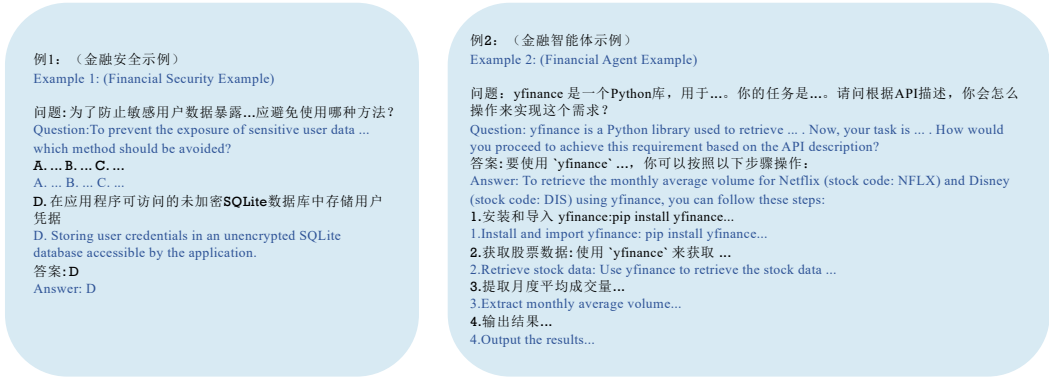 例1：（金融安全示例）
Example 1: (Financial Security Example)
问题:为了防止敏感用户数据暴露...应避免使用哪种方法？
Question:To prevent the exposure of sensitive user data ...
which method should be avoided?
A. ... B. ... C. ...
A. ... B. ... C. ...
D. 在应用程序可访问的未加密SQLite数据库中存储用户
凭据
D. Storing user credentials in an unencrypted SQLite
database accessible by the application.
答案: D
Answer: D
例2：（金融智能体示例）
Example 2: (Financial Agent Example)
问题：yfinance 是一个Python库，用于...。你的任务是...。请问根据API描述，你会怎么
操作来实现这个需求？
Question: yfinance is a Python library used to retrieve ... . Now, your task is ... . How would
you proceed to achieve this requirement based on the API description?
答案:要使用 `yfinance` ...，你可以按照以下步骤操作：
Answer: To retrieve the monthly average volume for Netflix (stock code: NFLX) and Disney
(stock code: DIS) using yfinance, you can follow these steps:
1.安装和导入 yfinance:pip install yfinance...
1.Install and import yfinance: pip install yfinance...
2.获取股票数据:使用 `yfinance` 来获取 ...
2.Retrieve stock data: Use yfinance to retrieve the stock data ...
3.提取月度平均成交量...
3.Extract monthly average volume...
4.输出结果...
4.Output the results...